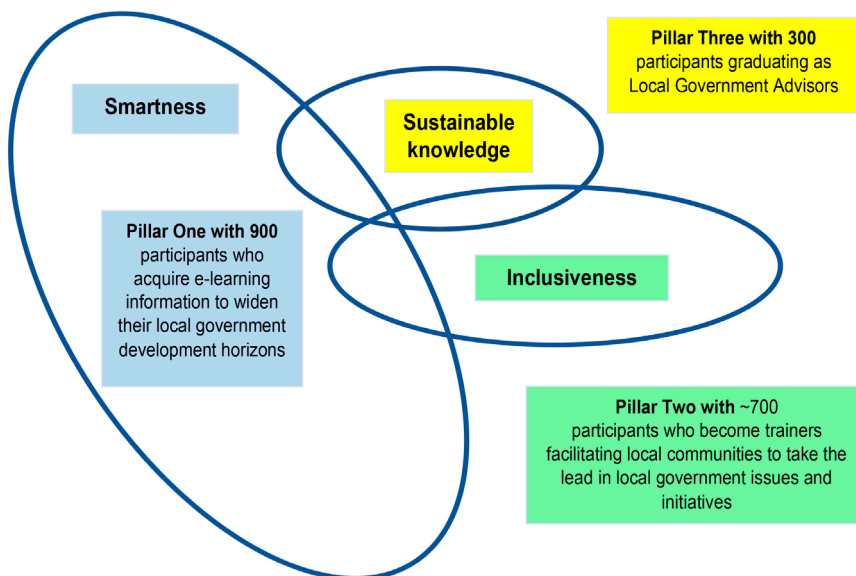 Smartness
Sustainable
knowledge
Pillar Three with 300
participants graduating as
Local Government Advisors
Pillar One with 900
participants who
acquire e-learning
information to widen
their local government
development horizons
Inclusiveness
Pillar Two with ~700
participants who become trainers
facilitating local communities to take the
lead in local government issues and
initiatives